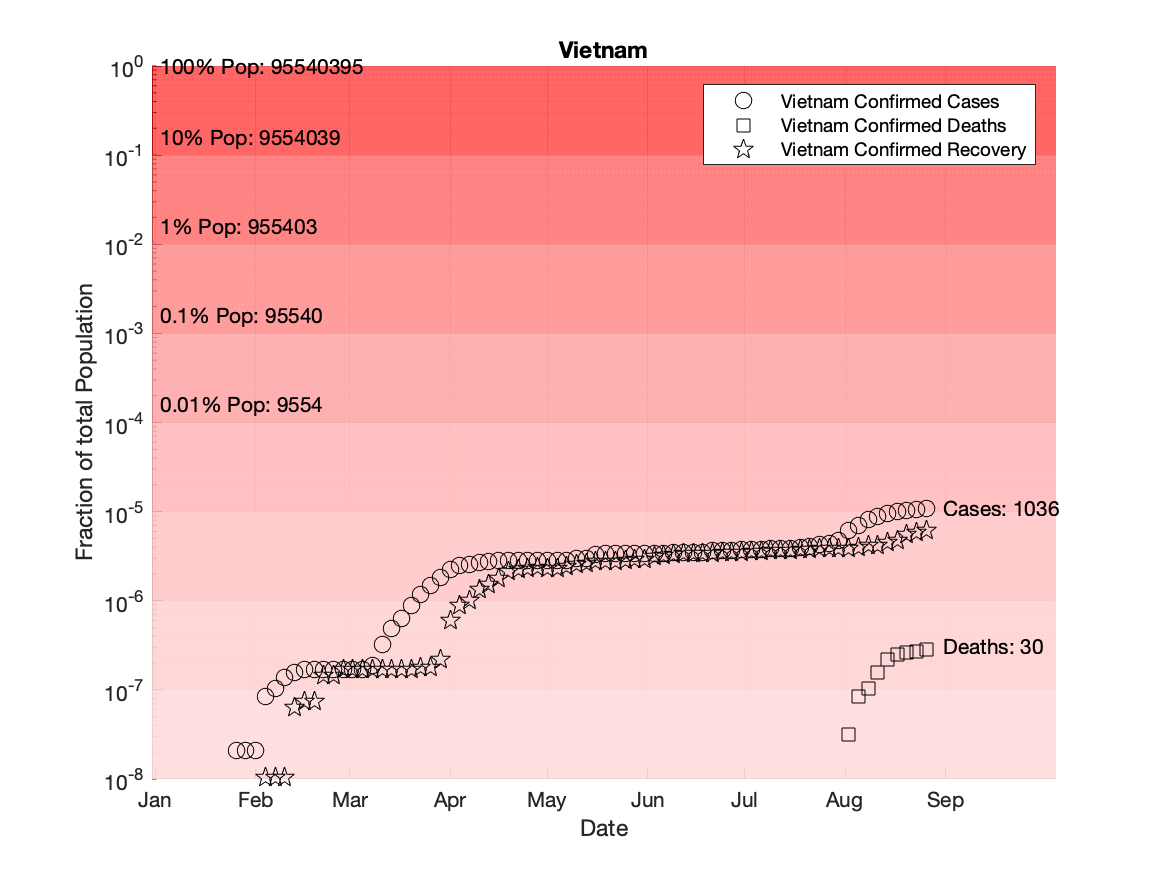 Vietnam
10^0
100% Pop: 95540395
Vietnam Confirmed Cases
Vietnam Confirmed Deaths
Vietnam Confirmed Recovery
10% Pop: 9554039
10^-1
1% Pop: 955403
10^-2
0.1% Pop: 95540
10^-3
0.01% Pop: 9554
10^-4
10^-5
Cases: 1036
10^-6
Deaths: 30
10^-7
10^-8
Fraction of total Population
Jan Feb Mar Apr May Jun Jul Aug Sep
Date